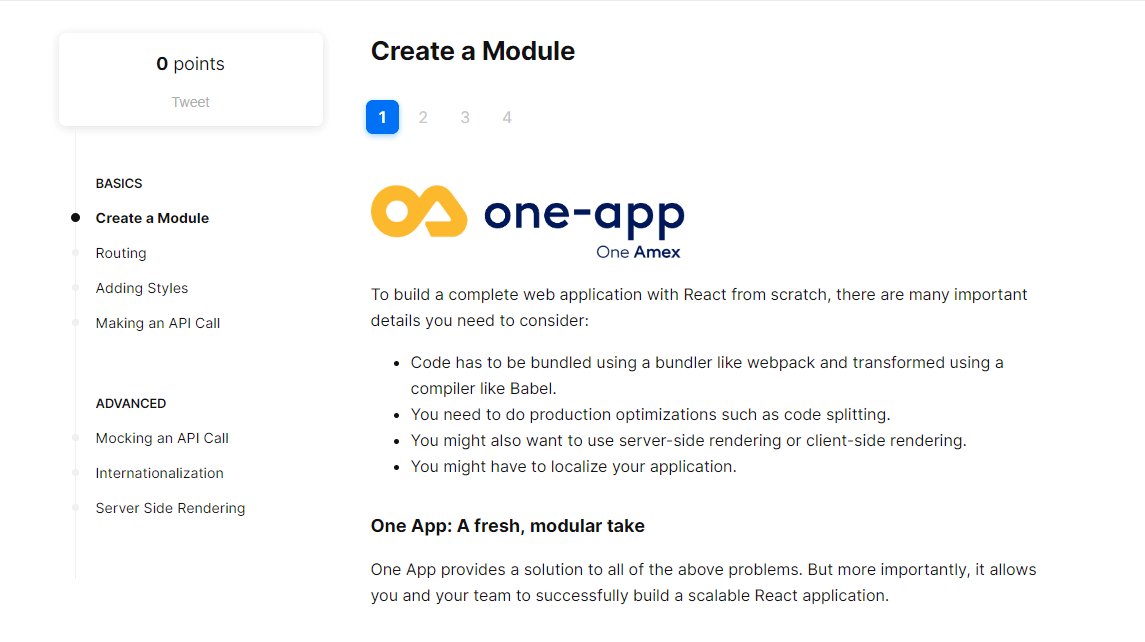 0 points
Tweet
BASICS
Create a Module
Routing
Adding Styles
Making an API Call
ADVANCED
Mocking an API Call
Internationalization
Server Side Rendering
Create a Module
1 2 3 4
one-app
One Amex
To build a complete web application with React from scratch, there are many important
details you need to consider:
• Code has to be bundled using a bundler like webpack and transformed using a
compiler like Babel.
• You need to do production optimizations such as code splitting.
• You might also want to use server-side rendering or client-side rendering.
• You might have to localize your application.
One App: A fresh, modular take
One App provides a solution to all of the above problems. But more importantly, it allows
you and your team to successfully build a scalable React application.